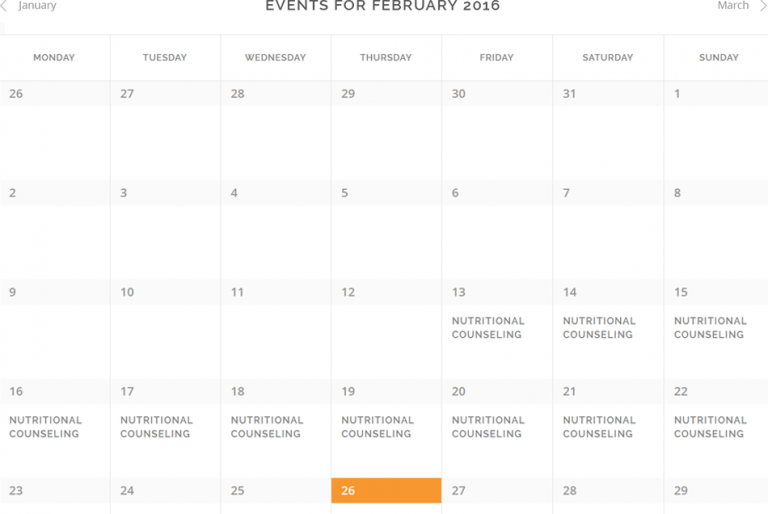 January EVENTS FOR FEBRUARY 2016 March
MONDAY TUESDAY WEDNESDAY THURSDAY FRIDAY SATURDAY SUNDAY
26 27 28 29 30 31 1
2 3 4 5 6 7 8
9 10 11 12 13 14 15
NUTRITIONAL NUTRITIONAL NUTRITIONAL
COUNSELING COUNSELING COUNSELING
16 17 18 19 20 21 22
NUTRITIONAL NUTRITIONAL NUTRITIONAL NUTRITIONAL NUTRITIONAL NUTRITIONAL NUTRITIONAL
COUNSELING COUNSELING COUNSELING COUNSELING COUNSELING COUNSELING COUNSELING
23 24 25 26 27 28 29